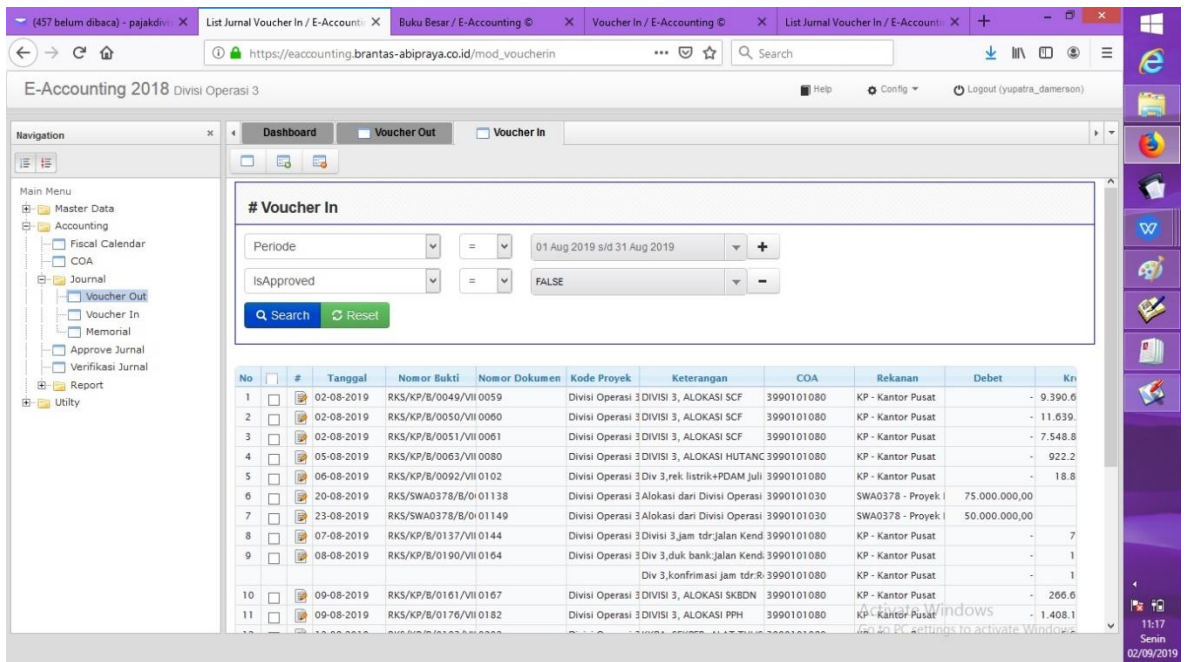 (457 belum dibaca) - pajakdivis
List Jurnal Voucher In / E-Accountin
Buku Besar / E-Accounting ©
Voucher In / E-Accounting ©
List Jurnal Voucher In / E-Accountin
https://eaccounting.brantas-abipraya.co.id/mod_voucherin
Search
E-Accounting 2018 Divisi Operasi 3
Help
Config
Logout (yupatra_damerson)
Navigation
Dashboard
Voucher Out
Voucher In
Main Menu
Master Data
Accounting
Fiscal Calendar
COA
Journal
Voucher Out
Voucher In
Memorial
Approve Jurnal
Verifikasi Jurnal
Report
Utilty
# Voucher In
Periode = 01 Aug 2019 s/d 31 Aug 2019
IsApproved = FALSE
Search Reset
No # Tanggal Nomor Bukti Nomor Dokumen Kode Proyek Keterangan COA Rekanan Debet Kre
1 02-08-2019 RKS/KP/B/0049/VII 0059 Divisi Operasi 3 DIVISI 3, ALOKASI SCF 3990101080 KP - Kantor Pusat - 9.390.6
2 02-08-2019 RKS/KP/B/0050/VII 0060 Divisi Operasi 3 DIVISI 3, ALOKASI SCF 3990101080 KP - Kantor Pusat - 11.639.
3 02-08-2019 RKS/KP/B/0051/VII 0061 Divisi Operasi 3 DIVISI 3, ALOKASI SCF 3990101080 KP - Kantor Pusat - 7.548.8
4 05-08-2019 RKS/KP/B/0063/VII 0080 Divisi Operasi 3 DIVISI 3, ALOKASI HUTANG 3990101080 KP - Kantor Pusat - 922.2
5 06-08-2019 RKS/KP/B/0092/VII 0102 Divisi Operasi 3 Div 3,rek listrik+PDAM Juli 3990101080 KP - Kantor Pusat - 18.8
6 20-08-2019 RKS/SWA0378/B/0 01138 Divisi Operasi 3 Alokasi dari Divisi Operasi 3990101030 SWA0378 - Proyek 75.000.000,00
7 23-08-2019 RKS/SWA0378/B/0 01149 Divisi Operasi 3 Alokasi dari Divisi Operasi 3990101030 SWA0378 - Proyek 50.000.000,00
8 07-08-2019 RKS/KP/B/0137/VII 0144 Divisi Operasi 3 Divisi 3,jam tdr:Jalan Kend 3990101080 KP - Kantor Pusat - 7
9 08-08-2019 RKS/KP/B/0190/VII 0164 Divisi Operasi 3 Div 3,duk bank:Jalan Kend 3990101080 KP - Kantor Pusat - 1
Div 3,konfrimasi jam tdr:R 3990101080 KP - Kantor Pusat - 1
10 09-08-2019 RKS/KP/B/0161/VII 0167 Divisi Operasi 3 DIVISI 3, ALOKASI SKBDN 3990101080 KP - Kantor Pusat - 266.6
11 09-08-2019 RKS/KP/B/0176/VII 0182 Divisi Operasi 3 DIVISI 3, ALOKASI PPH 3990101080 KP - Kantor Pusat - 1.408.1
Activate Windows
Go to PC settings to activate Windows.
11:17
Senin
02/09/2019